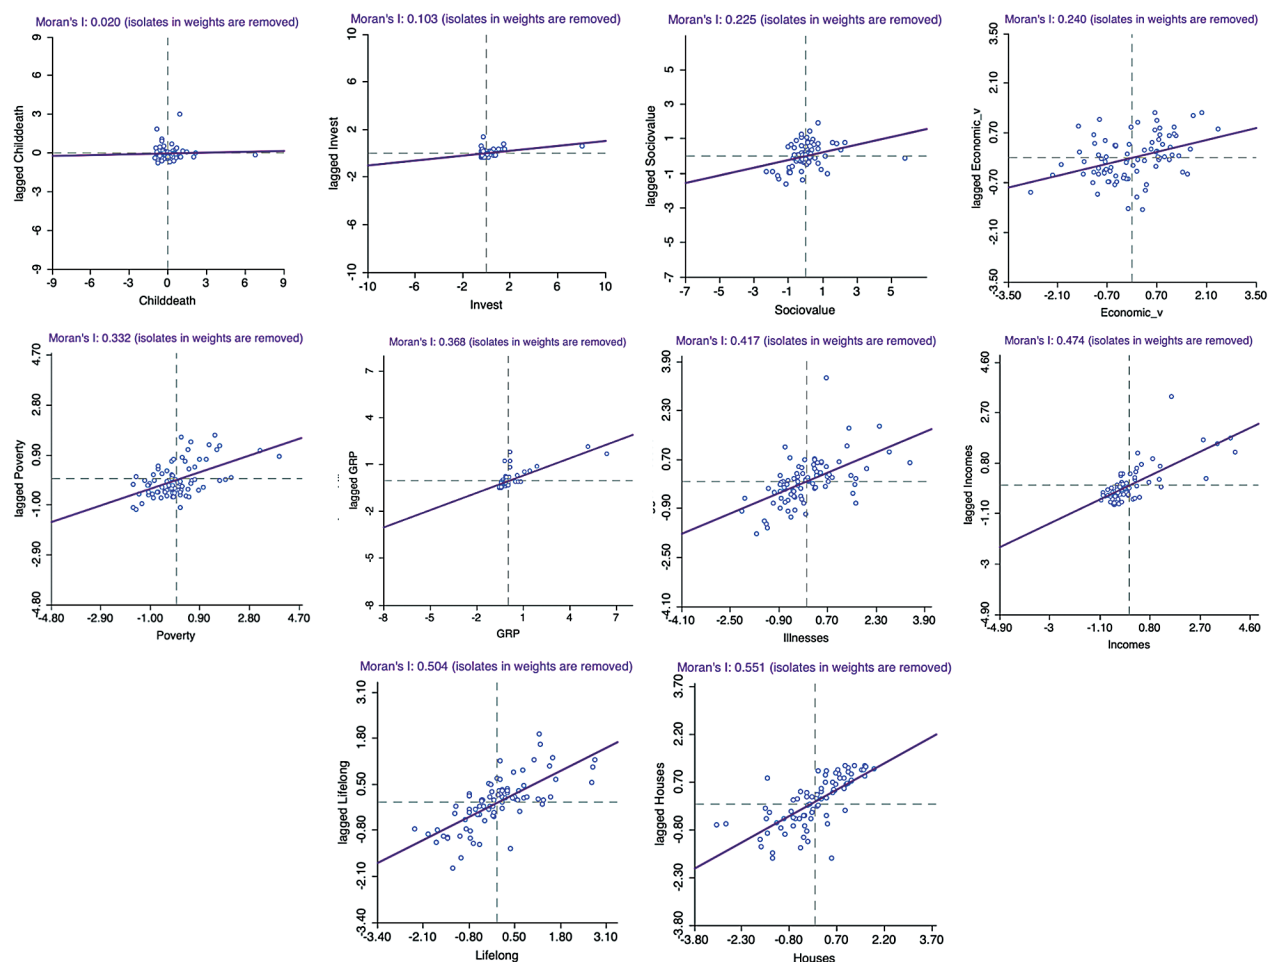 Moran's I: 0.020 (isolates in weights are removed)
9
6
3
0
-3
-6
-9
lagged Childdeath
-9 -6 -3 0 3 6 9
Childdeath
Moran's I: 0.103 (isolates in weights are removed)
10
6
2
-2
-6
-10
lagged Invest
-10 -6 -2 2 6 10
Invest
Moran's I: 0.225 (isolates in weights are removed)
5
3
1
-1
-3
-5
-7
lagged Sociovalue
-7 -5 -3 -1 1 3 5
Sociovalue
Moran's I: 0.240 (isolates in weights are removed)
3.50
2.10
0.70
-0.70
-2.10
-3.50
lagged Economic_v
-3.50 -2.10 -0.70 0.70 2.10 3.50
Economic_v
Moran's I: 0.332 (isolates in weights are removed)
4.70
2.80
0.90
-1.00
-2.90
-4.80
lagged Poverty
-4.80 -2.90 -1.00 0.90 2.80 4.70
Poverty
Moran's I: 0.368 (isolates in weights are removed)
7
4
1
-2
-5
-8
lagged GRP
-8 -5 -2 1 4 7
GRP
Moran's I: 0.417 (isolates in weights are removed)
3.90
2.30
0.70
-0.90
-2.50
-4.10
-4.10 -2.50 -0.90 0.70 2.30 3.90
Illnesses
Moran's I: 0.474 (isolates in weights are removed)
4.60
2.70
0.80
-1.10
-3
-4.90
lagged Incomes
-4.90 -3 -1.10 0.80 2.70 4.60
Incomes
Moran's I: 0.504 (isolates in weights are removed)
3.10
1.80
0.50
-0.80
-2.10
-3.40
lagged Lifelong
-3.40 -2.10 -0.80 0.50 1.80 3.10
Lifelong
Moran's I: 0.551 (isolates in weights are removed)
3.70
2.20
0.70
-0.80
-2.30
-3.80
lagged Houses
-3.80 -2.30 -0.80 0.70 2.20 3.70
Houses